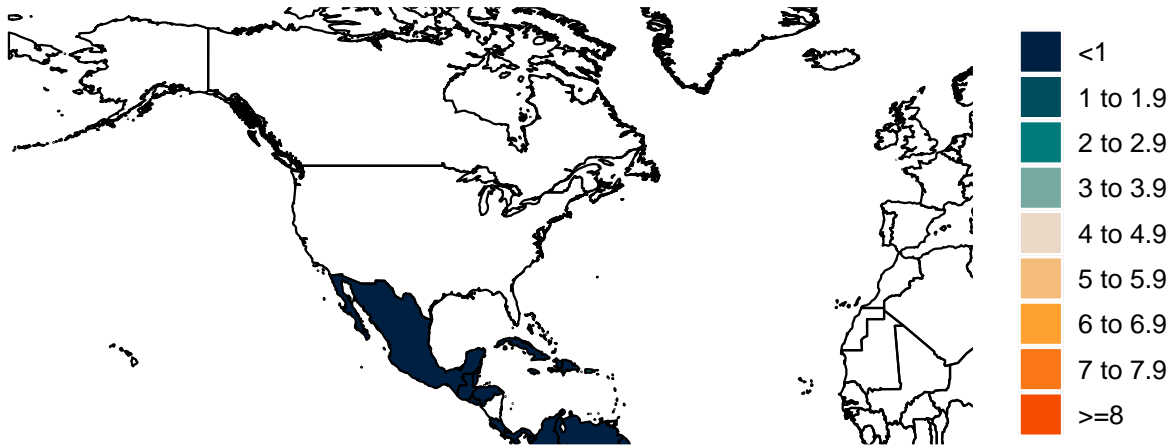 <1
1 to 1.9
2 to 2.9
3 to 3.9
4 to 4.9
5 to 5.9
6 to 6.9
7 to 7.9
>=8